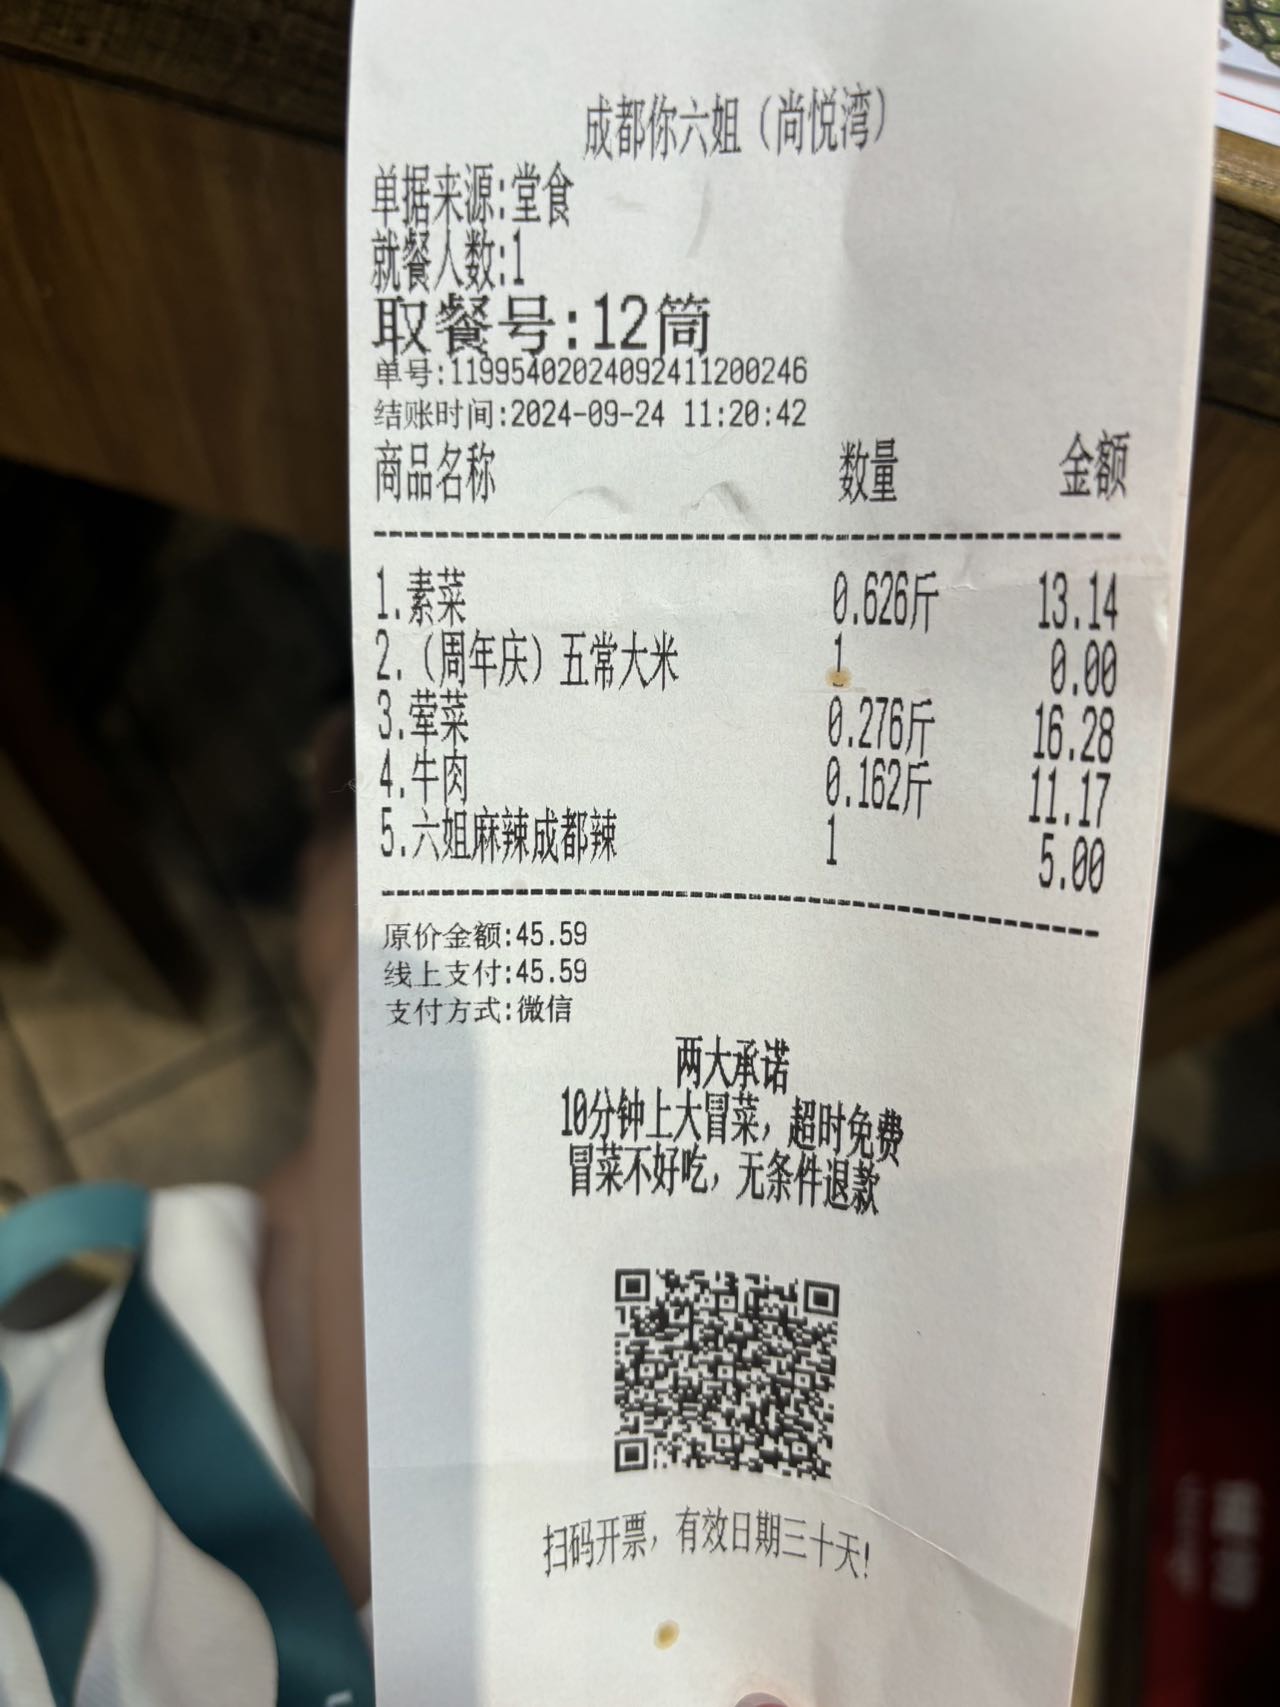 成都你六姐（尚悦湾）
单据来源:堂食
就餐人数:1
取餐号:12筒
单号:11995402024092411200246
结账时间:2024-09-24 11:20:42
商品名称 数量 金额
1.素菜 0.626斤 13.14
2.（周年庆）五常大米 1 0.00
3.荤菜 0.276斤 16.28
4.牛肉 0.162斤 11.17
5.六姐麻辣成都辣 1 5.00
原价金额:45.59
线上支付:45.59
支付方式:微信
两大承诺
10分钟上大冒菜，超时免费
冒菜不好吃，无条件退款
扫码开票，有效日期三十天!